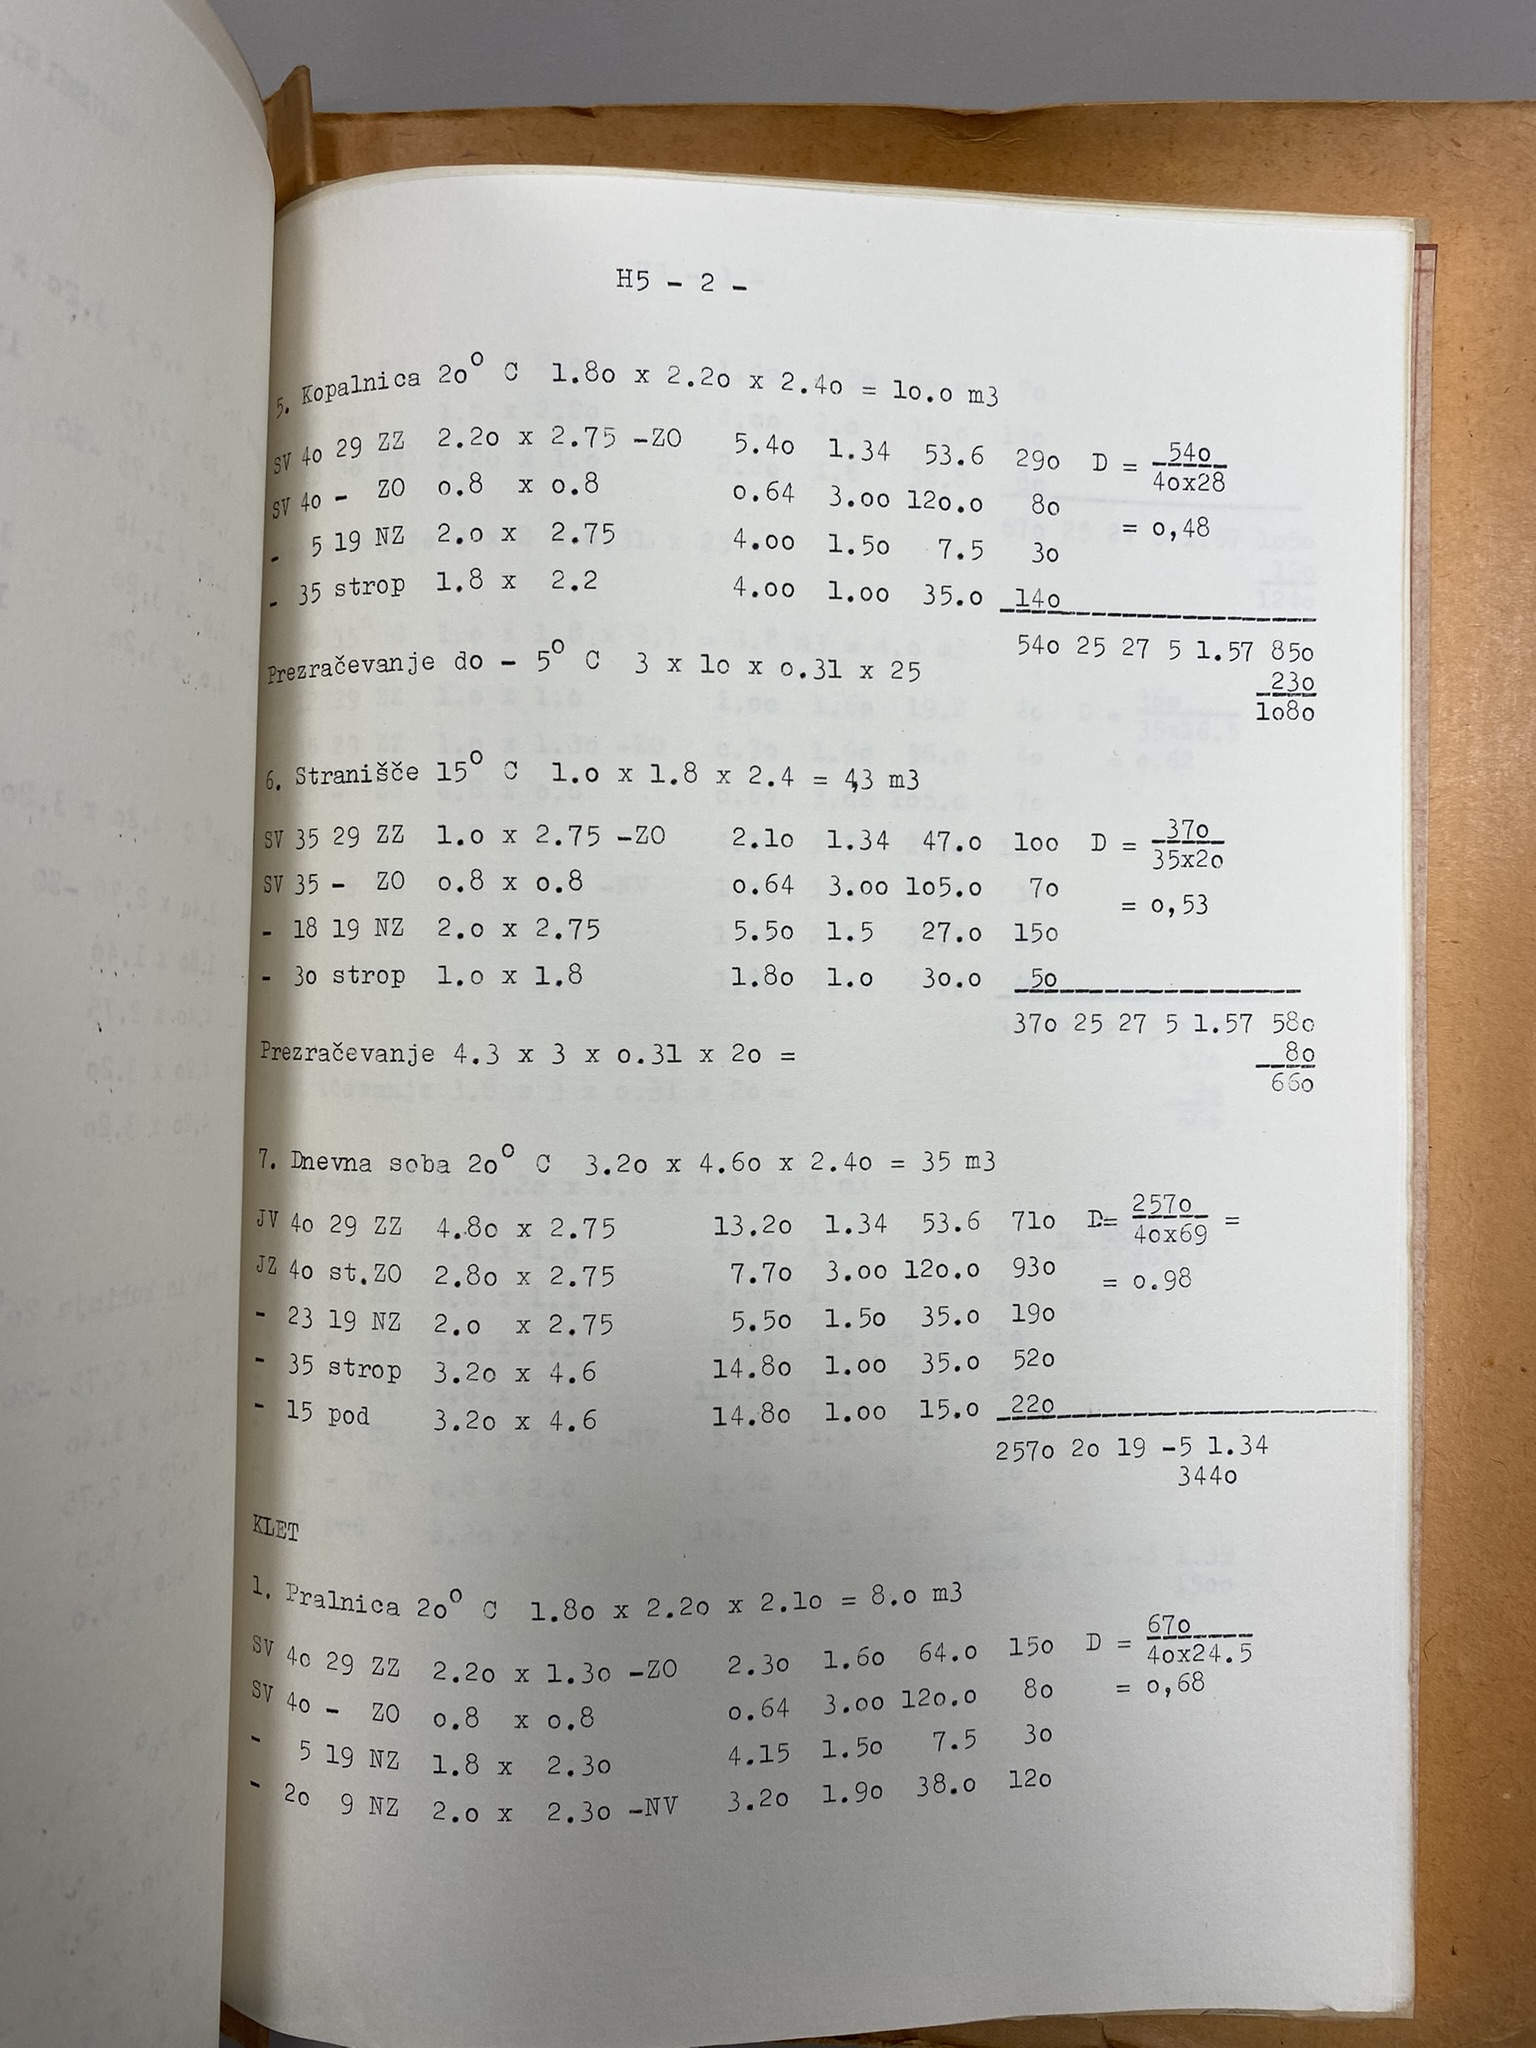 H5 - 2 -
5. Kopalnica 2o° C 1.8o x 2.2o x 2.4o = lo.o m3
SV 4o 29 ZZ 2.2o x 2.75 -ZO 5.4o 1.34 53.6 29o D = 54o
4ox28
SV 4o - ZO o.8 x o.8 o.64 3.oo 12o.o 8o = o,48
- 5 19 NZ 2.o x 2.75 4.oo 1.5o 7.5 3o
- 35 strop 1.8 x 2.2 4.oo 1.oo 35.o 14o
54o 25 27 5 1.57 85o
Prezračevanje do - 5° C 3 x lo x o.31 x 25 23o
1o8o
6. Stranišče 15° C 1.o x 1.8 x 2.4 = 4,3 m3
SV 35 29 ZZ 1.o x 2.75 -ZO 2.1o 1.34 47.o loo D = 37o
35x2o
SV 35 - ZO o.8 x o.8 o.64 3.oo 1o5.o 7o = o,53
- 18 19 NZ 2.o x 2.75 5.5o 1.5 27.o 15o
- 3o strop 1.o x 1.8 1.8o 1.o 3o.o 5o
37o 25 27 5 1.57 58o
Prezračevanje 4.3 x 3 x o.31 x 2o = 8o
66o
7. Dnevna soba 2o° C 3.2o x 4.6o x 2.4o = 35 m3
JV 4o 29 ZZ 4.8o x 2.75 13.2o 1.34 53.6 71o D= 257o =
4ox69
JZ 4o st.ZO 2.8o x 2.75 7.7o 3.oo 12o.o 93o = o.98
- 23 19 NZ 2.o x 2.75 5.5o 1.5o 35.o 19o
- 35 strop 3.2o x 4.6 14.8o 1.oo 35.o 52o
- 15 pod 3.2o x 4.6 14.8o 1.oo 15.o 22o
257o 2o 19 -5 1.34
344o
KLET
1. Pralnica 2o° C 1.8o x 2.2o x 2.1o = 8.o m3
SV 4o 29 ZZ 2.2o x 1.3o -ZO 2.3o 1.6o 64.o 15o D = 67o
4ox24.5
SV 4o - ZO o.8 x o.8 o.64 3.oo 12o.o 8o = o,68
- 5 19 NZ 1.8 x 2.3o 4.15 1.5o 7.5 3o
- 2o 9 NZ 2.o x 2.3o -NV 3.2o 1.9o 38.o 12o